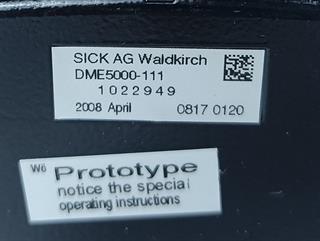 SICK AG Waldkirch
DME5000-111
1022949
2008 April 0817 0120
W6 Prototype
notice the special
operating instructions